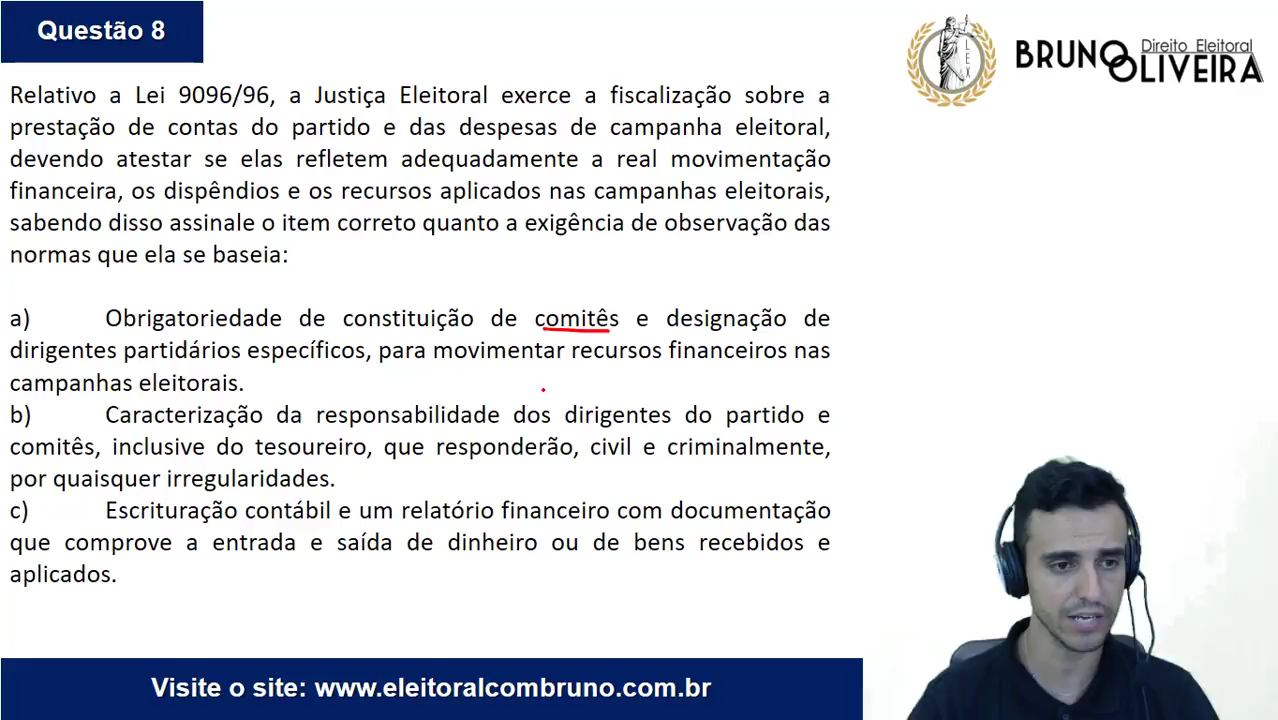 Questão 8
BRUNO OLIVEIRA
Direito Eleitoral
LEX
Relativo a Lei 9096/96, a Justiça Eleitoral exerce a fiscalização sobre a
prestação de contas do partido e das despesas de campanha eleitoral,
devendo atestar se elas refletem adequadamente a real movimentação
financeira, os dispêndios e os recursos aplicados nas campanhas eleitorais,
sabendo disso assinale o item correto quanto a exigência de observação das
normas que ela se baseia:
a) Obrigatoriedade de constituição de comitês e designação de
dirigentes partidários específicos, para movimentar recursos financeiros nas
campanhas eleitorais.
b) Caracterização da responsabilidade dos dirigentes do partido e
comitês, inclusive do tesoureiro, que responderão, civil e criminalmente,
por quaisquer irregularidades.
c) Escrituração contábil e um relatório financeiro com documentação
que comprove a entrada e saída de dinheiro ou de bens recebidos e
aplicados.
Visite o site: www.eleitoralcombruno.com.br